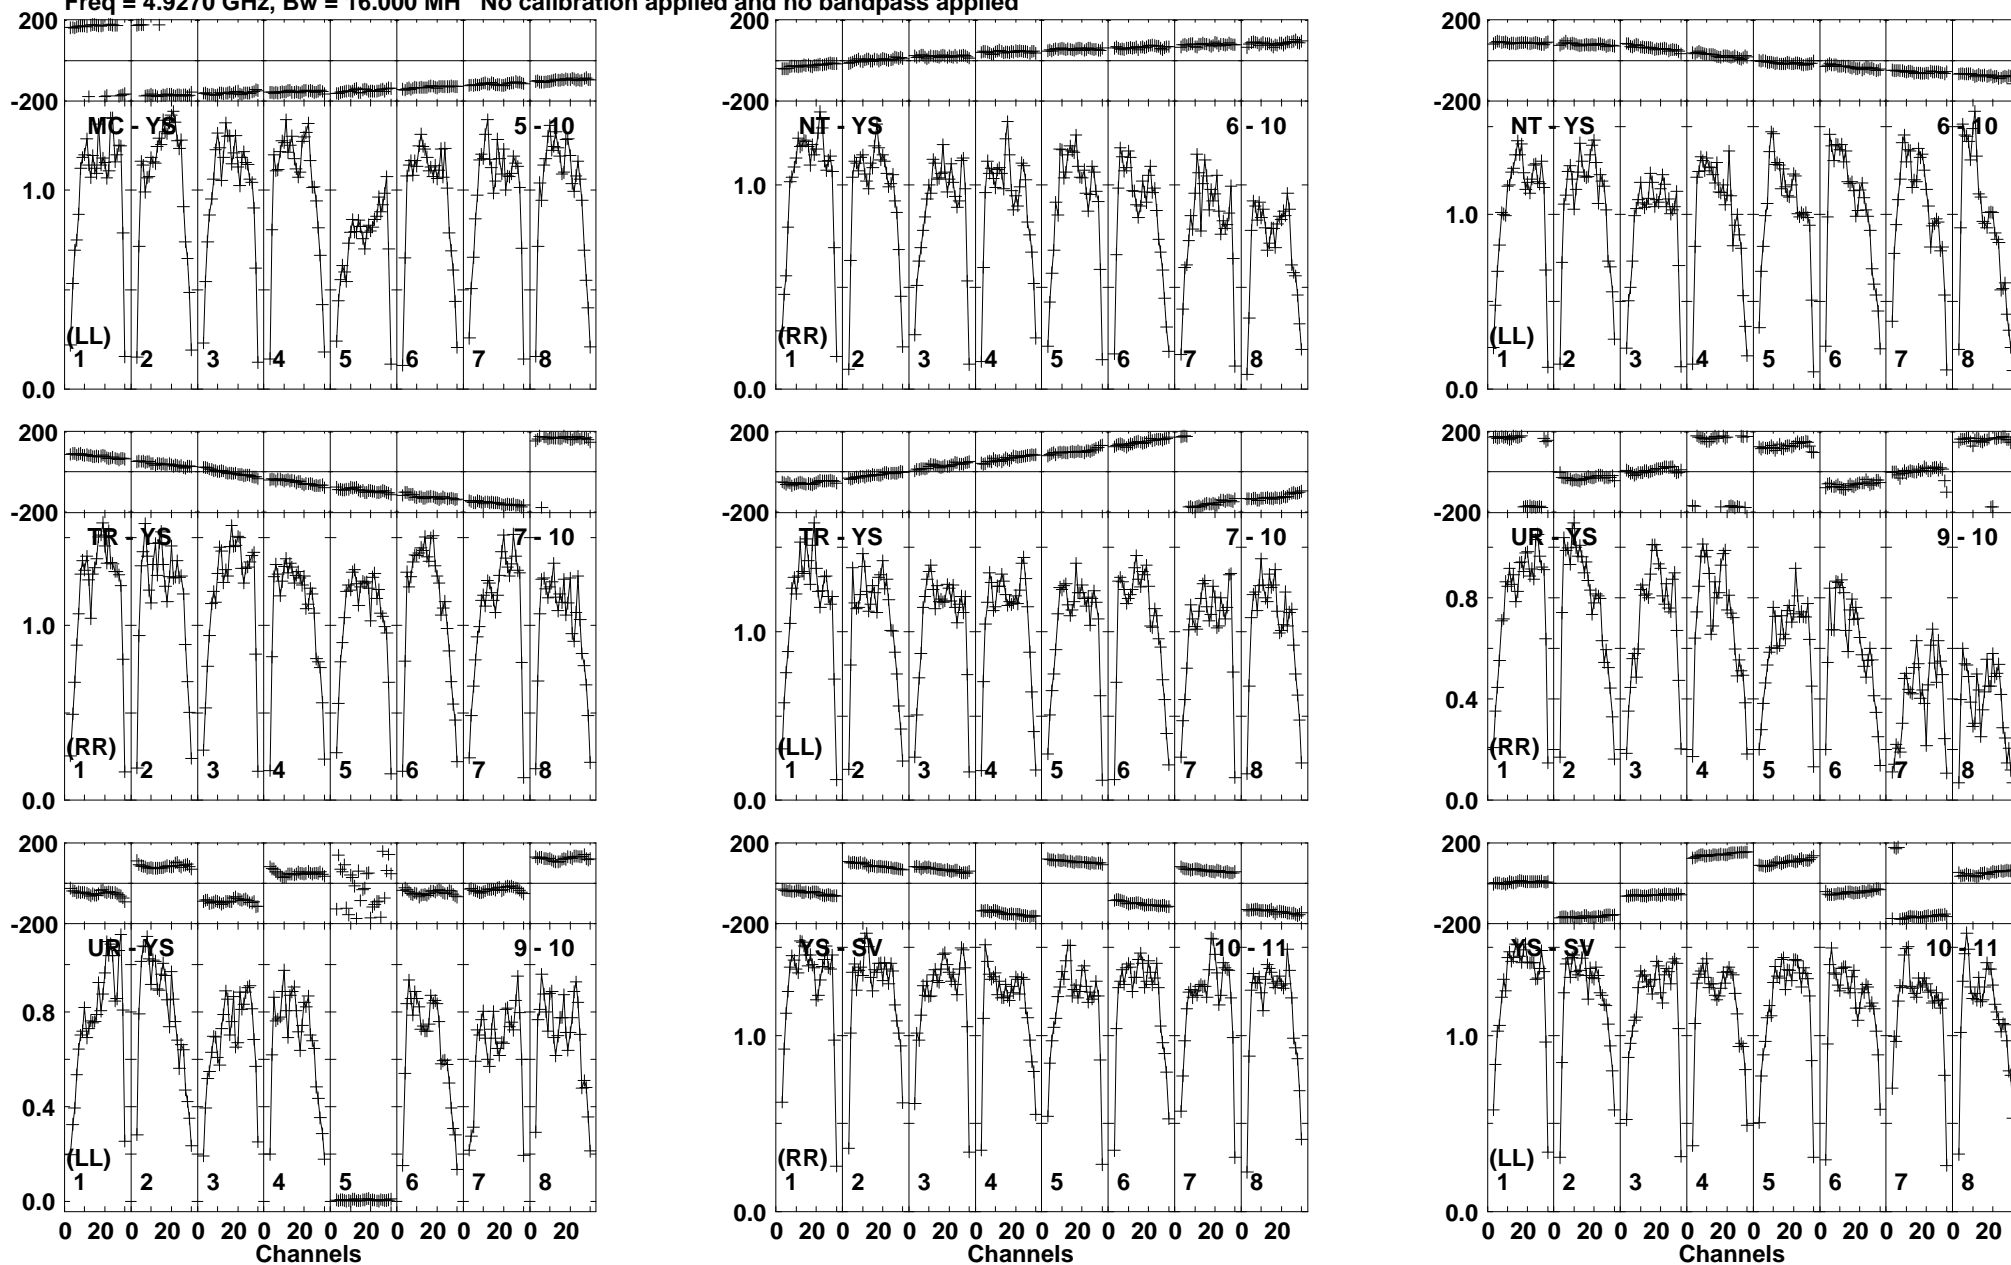 Freq = 4.9270 GHz, Bw = 16.000 MH No calibration applied and no bandpass applied
200 200 200
-200 -200 -200
MC - YS 5 - 10 NT - YS 6 - 10 NT - YS 6 - 10
1.0 1.0 1.0
(LL) (RR) (LL)
1 2 3 4 5 6 7 8 1 2 3 4 5 6 7 8 1 2 3 4 5 6 7 8
0.0 0.0 0.0
200 200 200
-200 -200 -200
TR - YS 7 - 10 TR - YS 7 - 10 UR - YS 9 - 10
1.0 1.0 0.8
0.4
(RR) (LL) (RR)
1 2 3 4 5 6 7 8 1 2 3 4 5 6 7 8 1 2 3 4 5 6 7 8
0.0 0.0 0.0
200 200 200
-200 -200 -200
UR - YS 9 - 10 YS - SV 10 - 11 YS - SV 10 - 11
0.8 1.0 1.0
0.4
(LL) (RR) (LL)
1 2 3 4 5 6 7 8 1 2 3 4 5 6 7 8 1 2 3 4 5 6 7 8
0.0 0.0 0.0
0 20 0 20 0 20 0 20 0 20 0 20 0 20 0 20 0 20 0 20 0 20 0 20 0 20 0 20 0 20 0 20 0 20 0 20 0 20 0 20 0 20 0 20 0 20 0 20
Channels Channels Channels